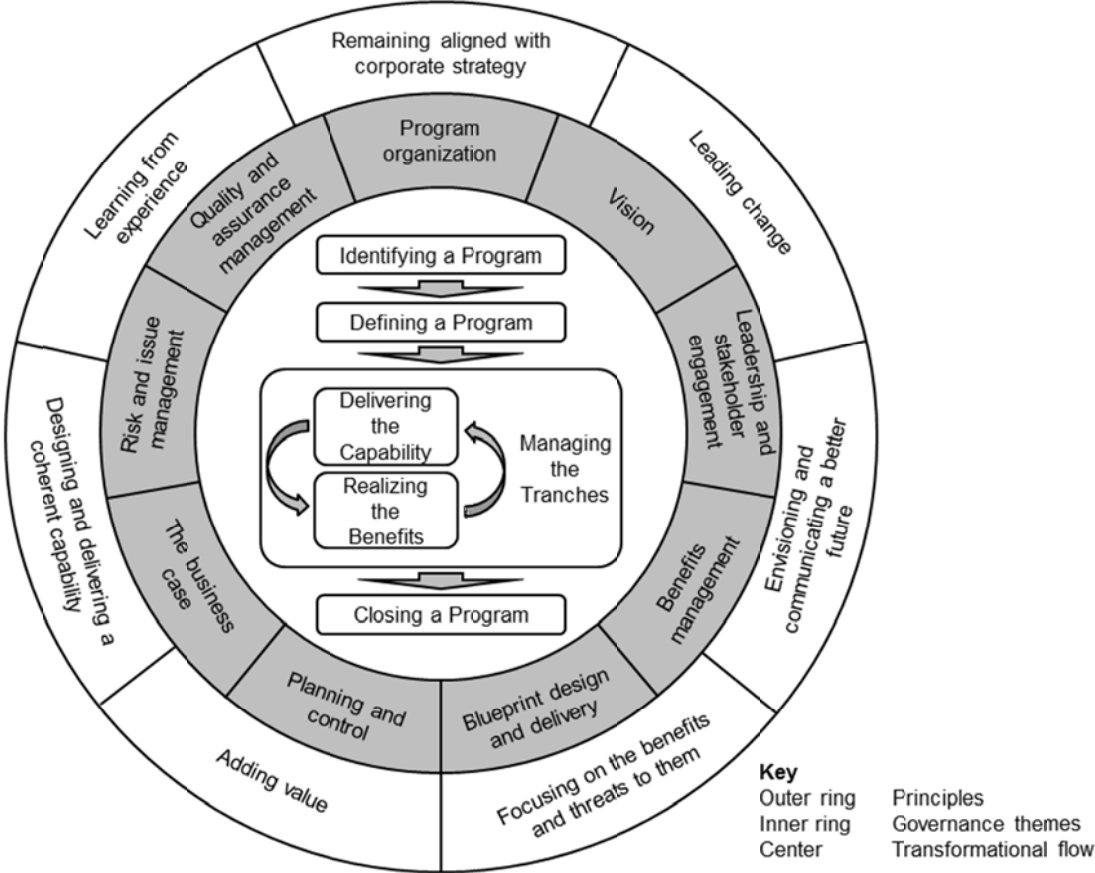 Remaining aligned with
corporate strategy
Leading change
Envisioning and
communicating a better
future
Focusing on the benefits
and threats to them
Adding value
Designing and delivering a
coherent capability
Learning from
experience
Program
organization
Vision
Leadership and
stakeholder
engagement
Benefits
management
Blueprint design
and delivery
Planning and
control
The business
case
Risk and issue
management
Quality and
assurance
management
Identifying a Program
Defining a Program
Delivering
the
Capability
Realizing
the
Benefits
Managing
the
Tranches
Closing a Program
Key
Outer ring Principles
Inner ring Governance themes
Center Transformational flow